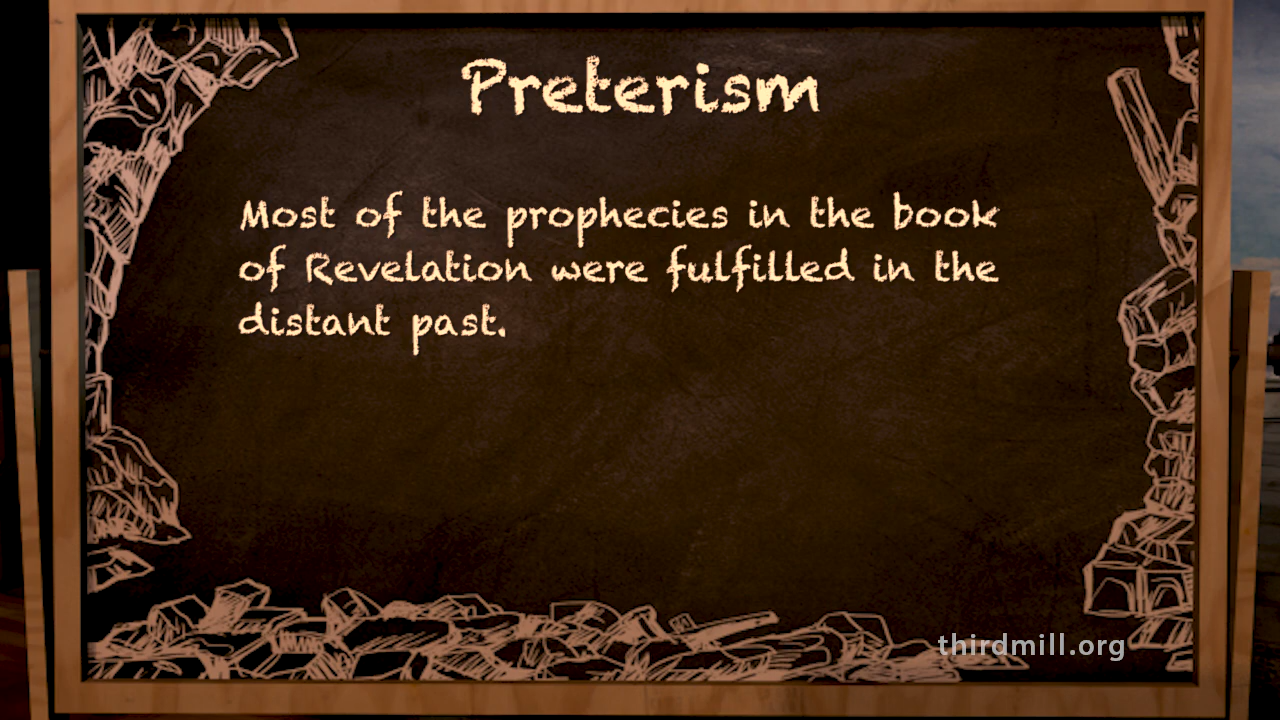 Preterism
Most of the prophecies in the book
of Revelation were fulfilled in the
distant past.
thirdmill.org